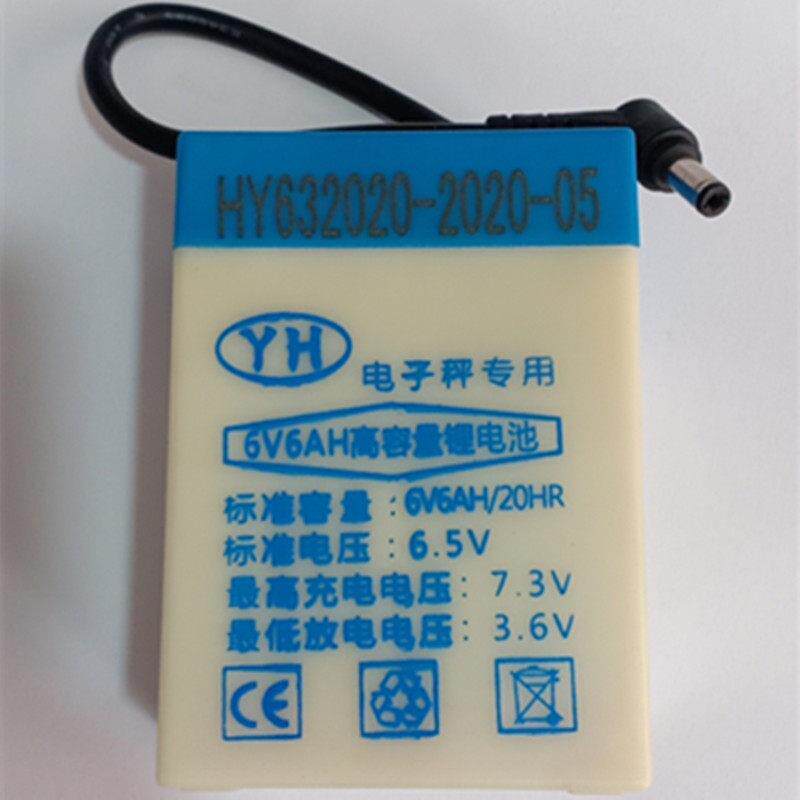 HY632020-2020-05
YH
电子秤专用
6V6AH高容量锂电池
标准容量：6V6AH/20HR
标准电压：6.5V
最高充电电压：7.3V
最低放电电压：3.6V
CE